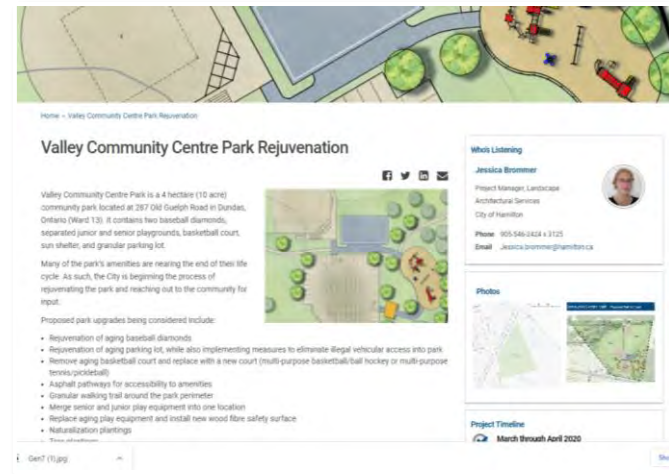 Home » Valley Community Centre Park Rejuvenation
Valley Community Centre Park Rejuvenation
Valley Community Centre Park is a 4 hectare (10 acre)
community park located at 287 Old Guelph Road in Dundas,
Ontario (Ward 13). It contains two baseball diamonds,
separated junior and senior playgrounds, basketball court,
sun shelter, and granular parking lot.
Many of the park's amenities are nearing the end of their life
cycle. As such, the City is beginning the process of
rejuvenating the park and reaching out to the community for
input.
Proposed park upgrades being considered include:
• Rejuvenation of aging baseball diamonds
• Rejuvenation of aging parking lot, while also implementing measures to eliminate illegal vehicular access into park
• Remove aging basketball court and replace with a new court (multi-purpose basketball/ball hockey or multi-purpose
tennis/pickleball)
• Asphalt pathways for accessibility to amenities
• Granular walking trail around the park perimeter
• Merge senior and junior play equipment into one location
• Replace aging play equipment and install new wood fibre safety surface
• Naturalization plantings
• Tree plantings
Who's Listening
Jessica Brommer
Project Manager, Landscape
Architectural Services
City of Hamilton
Phone 905-546-2424 x 3125
Email Jessica.brommer@hamilton.ca
Photos
Project Timeline
March through April 2020
Gen7 (1).jpg